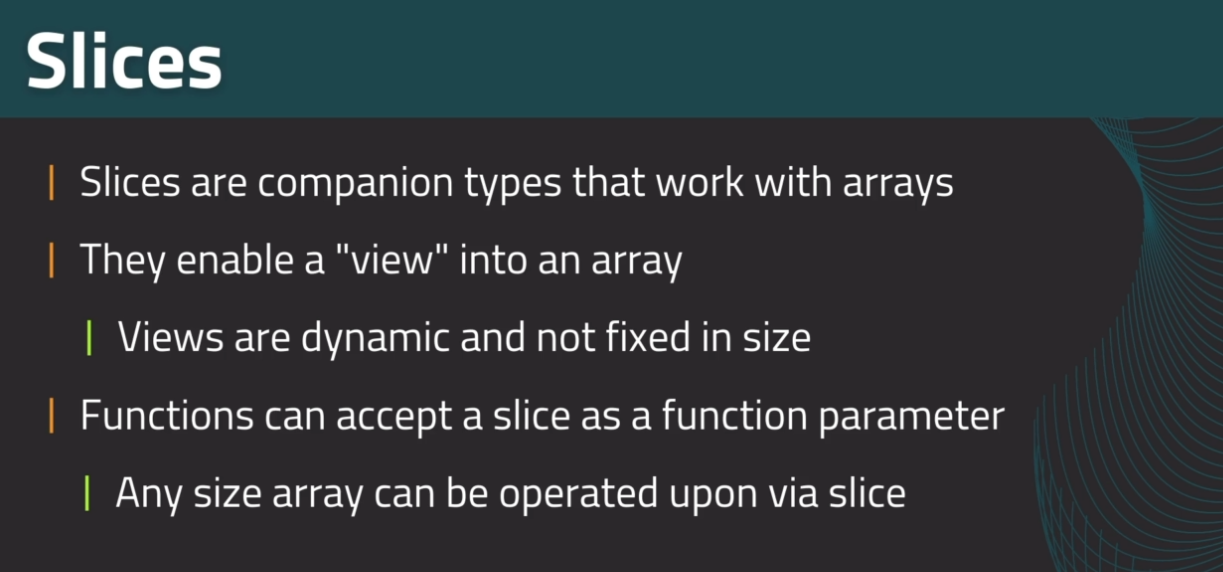 Slices
Slices are companion types that work with arrays
They enable a "view" into an array
Views are dynamic and not fixed in size
Functions can accept a slice as a function parameter
Any size array can be operated upon via slice